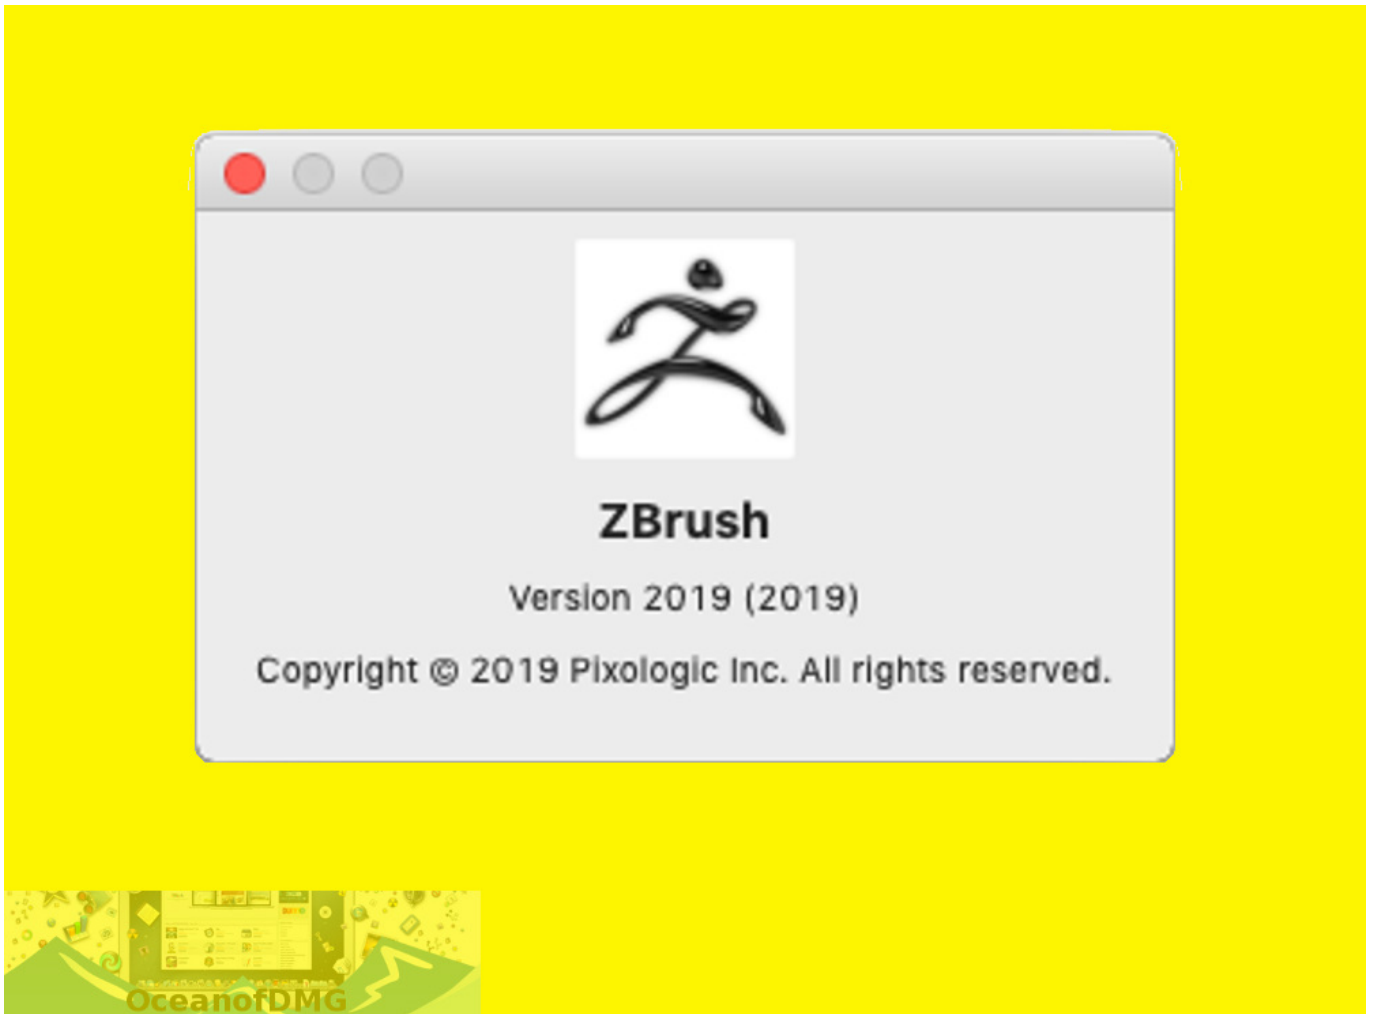 ZBrush
Version 2019 (2019)
Copyright © 2019 Pixologic Inc. All rights reserved.
OceanofDMG